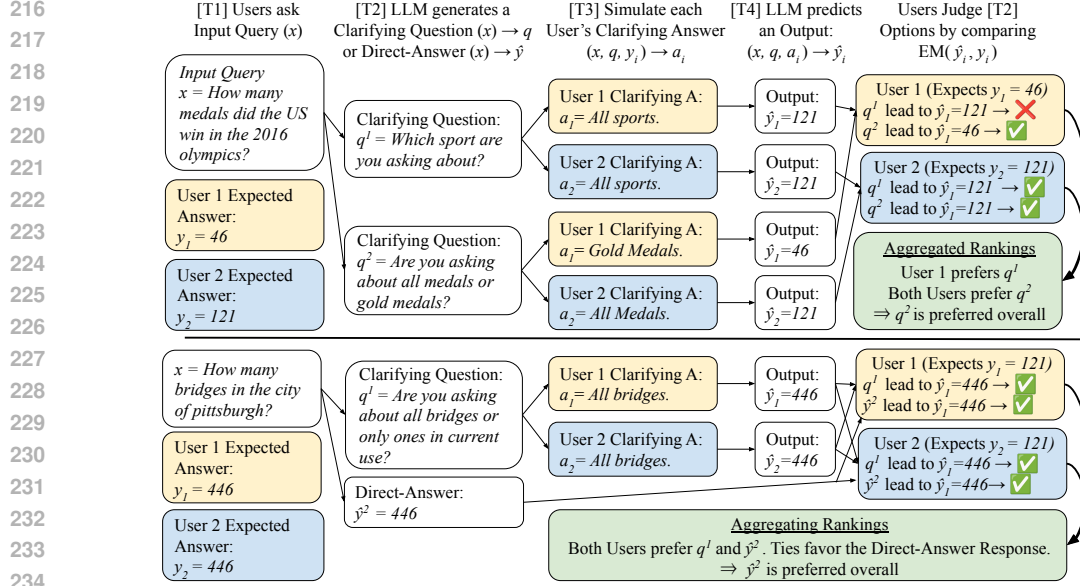 216
217
218
219
220
221
222
223
224
225
226
227
228
229
230
231
232
233
234
[T1] Users ask
Input Query (x)
[T2] LLM generates a
Clarifying Question (x) → q
or Direct-Answer (x) → ŷ
[T3] Simulate each
User's Clarifying Answer
(x, q, yᵢ) → aᵢ
[T4] LLM predicts
an Output:
(x, q, aᵢ) → ŷᵢ
Users Judge [T2]
Options by comparing
EM(ŷᵢ, yᵢ)
Input Query
x = How many
medals did the US
win in the 2016
olympics?
User 1 Expected
Answer:
y₁ = 46
User 2 Expected
Answer:
y₂ = 121
Clarifying Question:
q¹ = Which sport are
you asking about?
Clarifying Question:
q² = Are you asking
about all medals or
gold medals?
User 1 Clarifying A:
a₁= All sports.
User 2 Clarifying A:
a₂= All sports.
User 1 Clarifying A:
a₁= Gold Medals.
User 2 Clarifying A:
a₂= All Medals.
Output:
ŷ₁=121
Output:
ŷ₂=121
Output:
ŷ₁=46
Output:
ŷ₂=121
User 1 (Expects y₁ = 46)
q¹ lead to ŷ₁=121 → ❌
q² lead to ŷ₁=46 → ✅
User 2 (Expects y₂ = 121)
q¹ lead to ŷ₁=121 → ✅
q² lead to ŷ₁=121 → ✅
Aggregated Rankings
User 1 prefers q¹
Both Users prefer q²
⇒ q² is preferred overall
x = How many
bridges in the city
of pittsburgh?
User 1 Expected
Answer:
y₁ = 446
User 2 Expected
Answer:
y₂ = 446
Clarifying Question:
q¹ = Are you asking
about all bridges or
only ones in current
use?
Direct-Answer:
ŷ² = 446
User 1 Clarifying A:
a₁= All bridges.
User 2 Clarifying A:
a₂= All bridges.
Output:
ŷ₁=446
Output:
ŷ₂=446
User 1 (Expects y₁ = 121)
q¹ lead to ŷ₁=446 → ✅
ŷ² lead to ŷ₁=446 → ✅
User 2 (Expects y₂ = 121)
q¹ lead to ŷ₁=446 → ✅
ŷ² lead to ŷ₁=446→ ✅
Aggregating Rankings
Both Users prefer q¹ and ŷ². Ties favor the Direct-Answer Response.
⇒ ŷ² is preferred overall